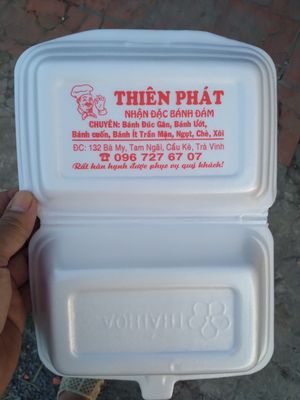 THIÊN PHÁT
NHẬN ĐẶC BÁNH ĐÁM
CHUYÊN: Bánh Đúc Gân, Bánh Ướt,
Bánh cuốn, Bánh Ít Trần Mặn, Ngọt, Chè, Xôi
ĐC: 132 Bà My, Tam Ngãi, Cầu Kè, Trà Vinh
☎ 096 727 67 07
Rất hân hạnh được phục vụ quý khách!
THAIHOA